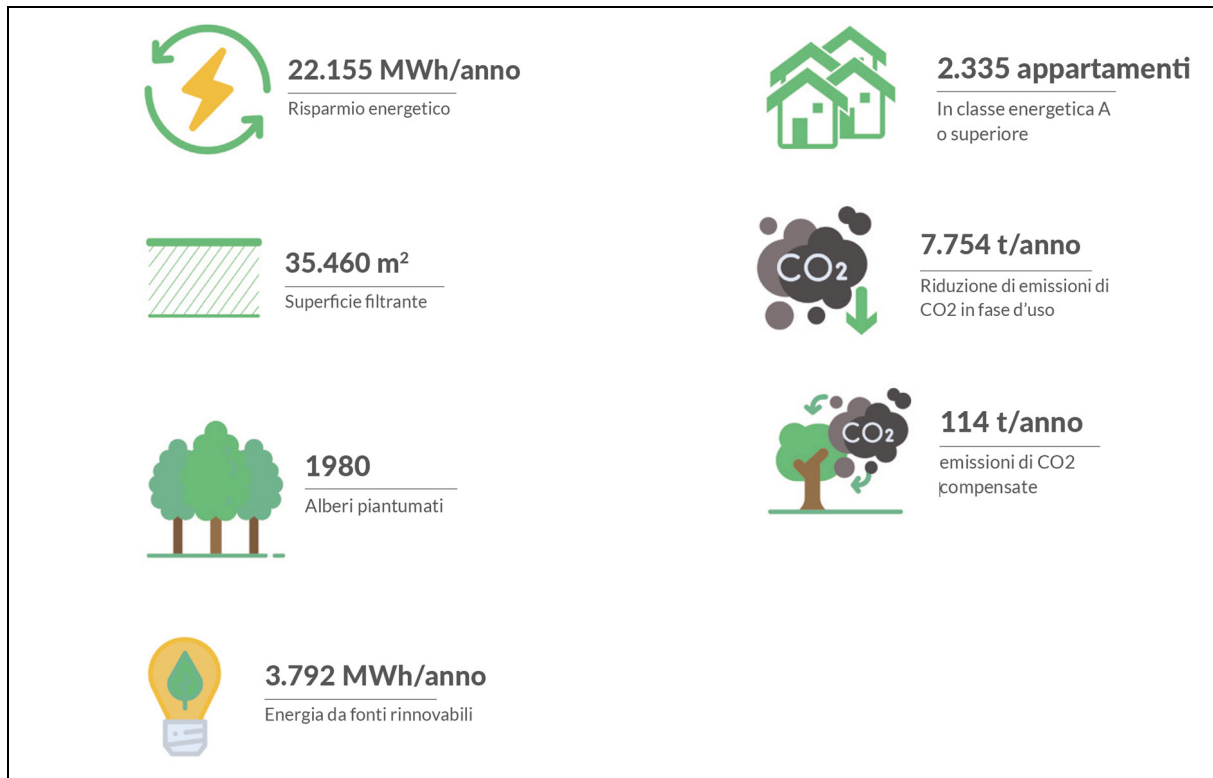 22.155 MWh/anno
Risparmio energetico
2.335 appartamenti
In classe energetica A
o superiore
35.460 m²
Superficie filtrante
CO2
7.754 t/anno
Riduzione di emissioni di
CO2 in fase d'uso
1980
Alberi piantumati
CO2
114 t/anno
emissioni di CO2
compensate
3.792 MWh/anno
Energia da fonti rinnovabili